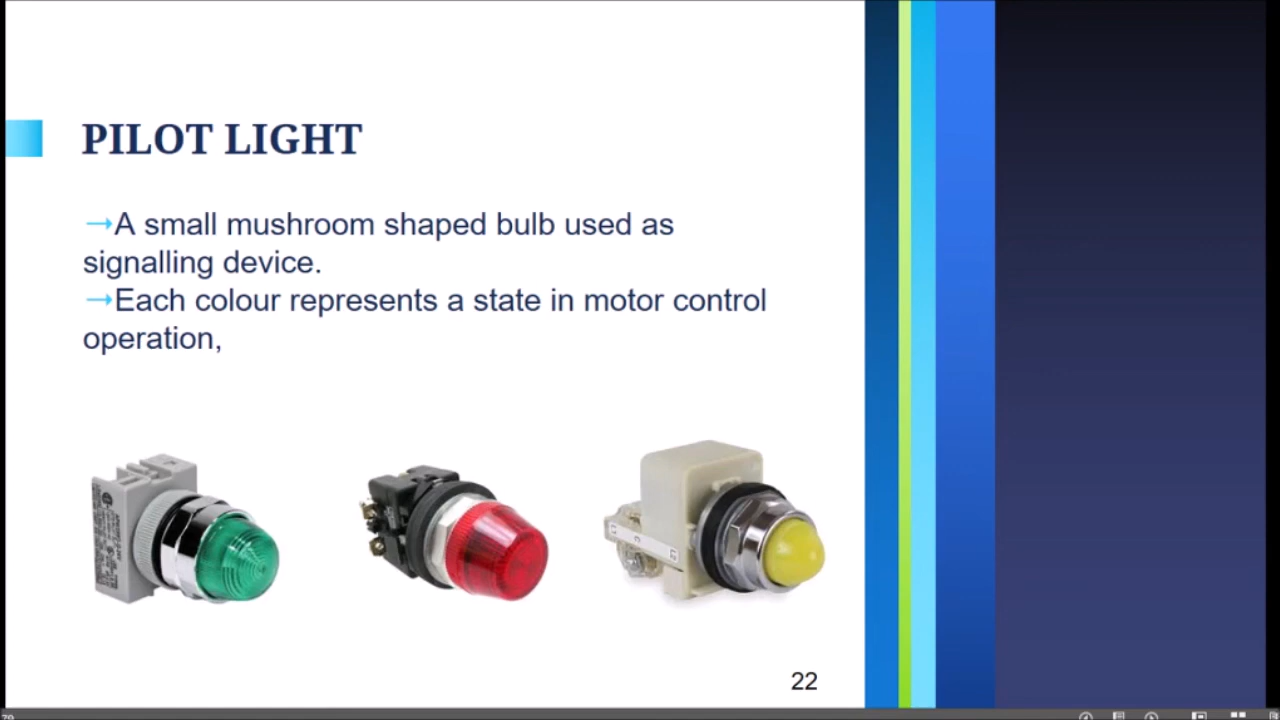 PILOT LIGHT
→A small mushroom shaped bulb used as
signalling device.
→Each colour represents a state in motor control
operation,
22